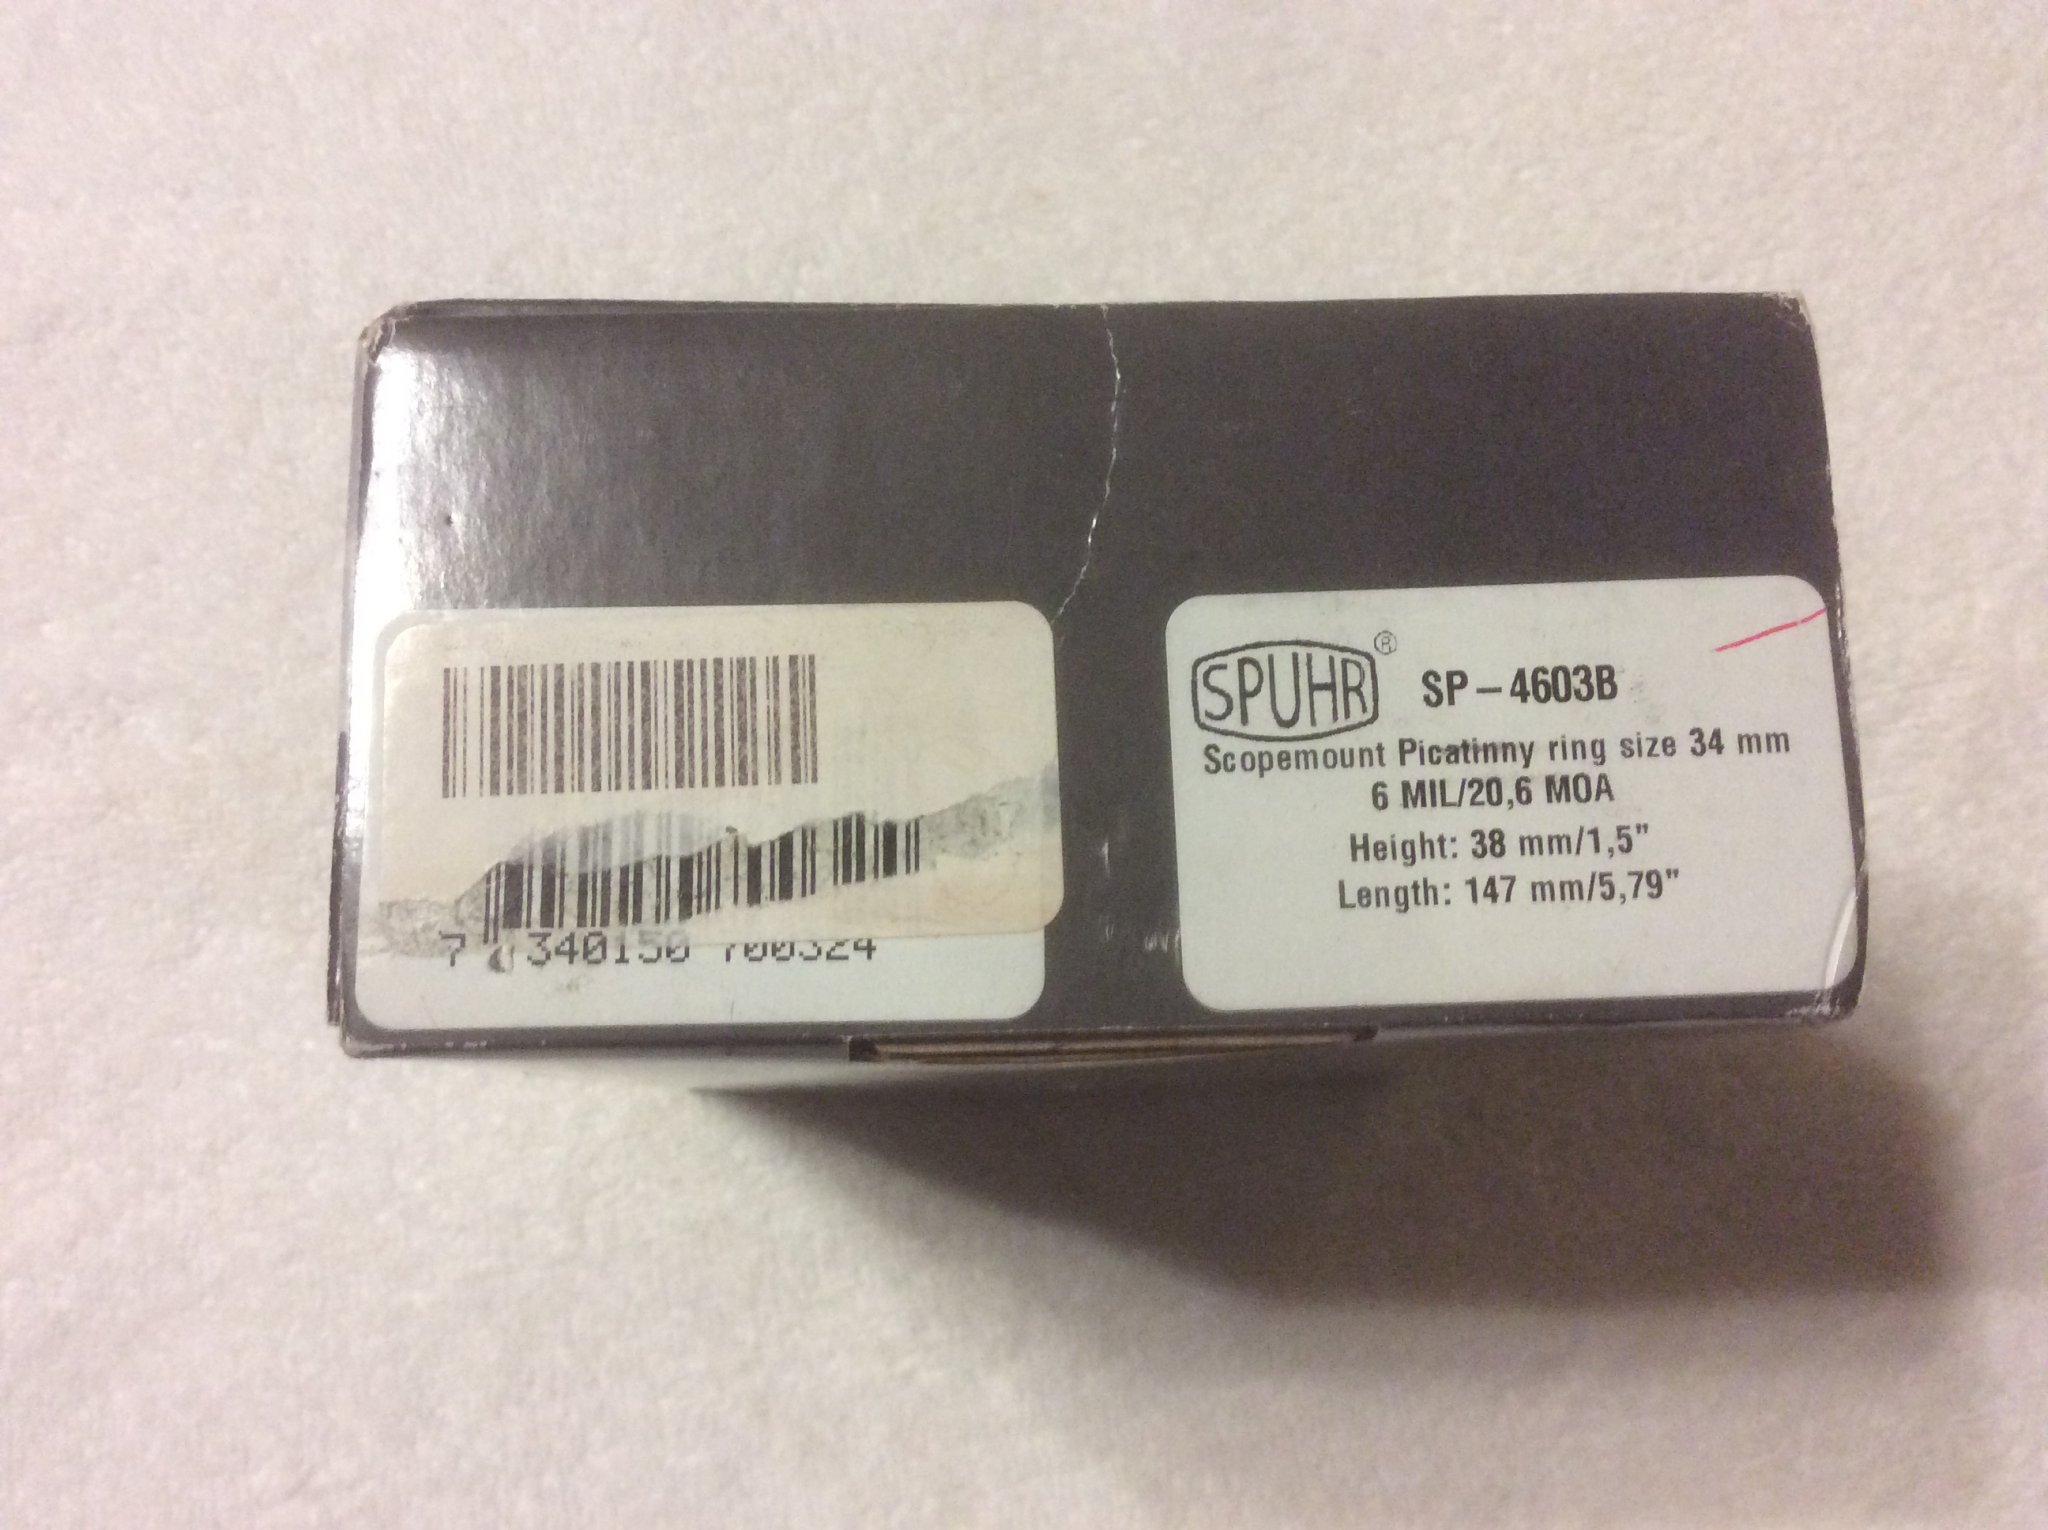 7 340150 700324
SPUHR®
SP-4603B
Scopemount Picatinny ring size 34 mm
6 MIL/20,6 MOA
Height: 38 mm/1,5"
Length: 147 mm/5,79"